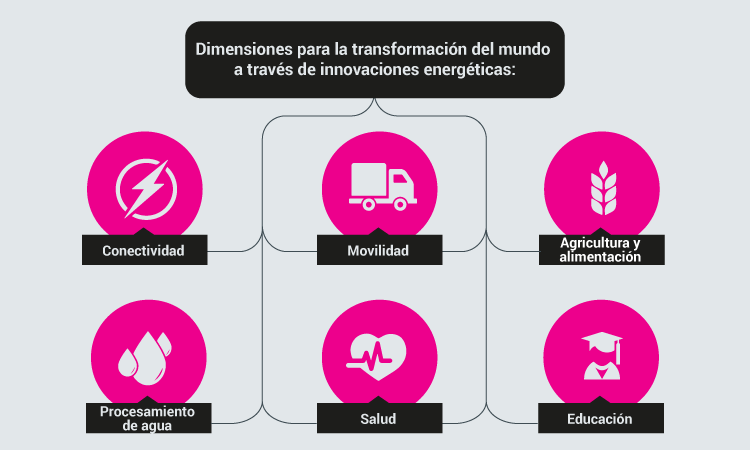 Dimensiones para la transformación del mundo
a través de innovaciones energéticas:
Conectividad
Movilidad
Agricultura y
alimentación
Procesamiento
de agua
Salud
Educación